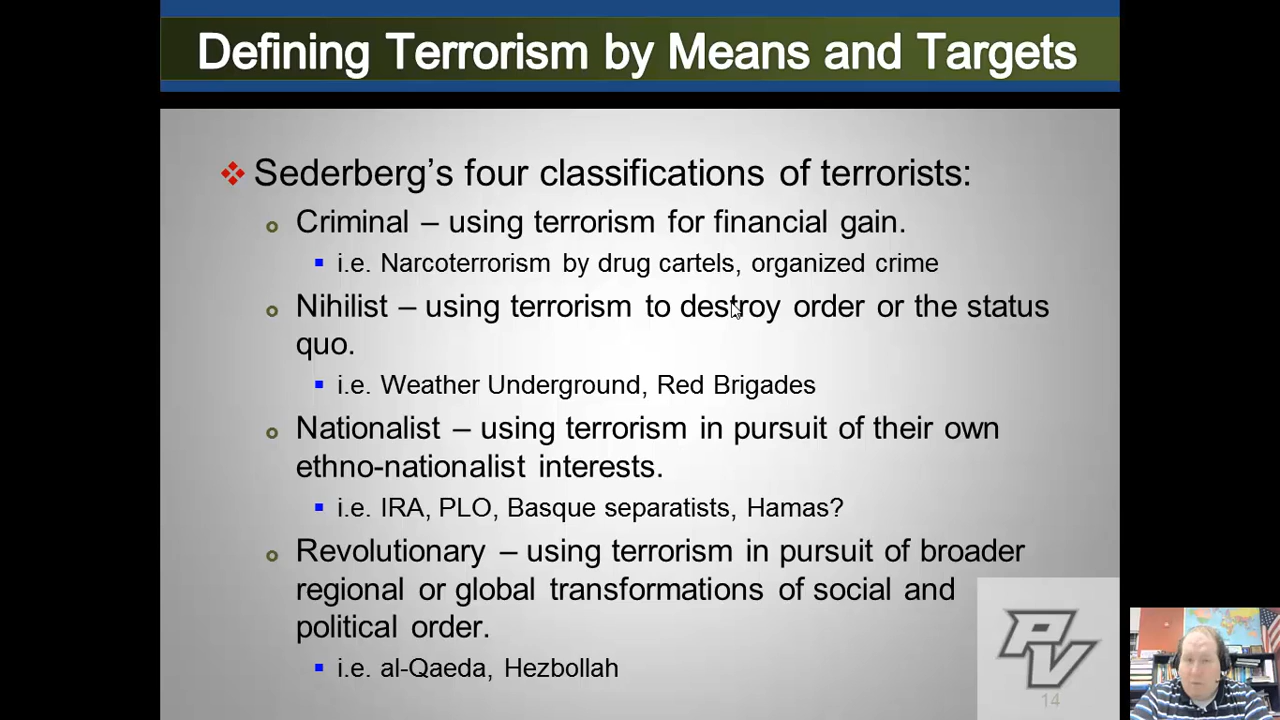 Defining Terrorism by Means and Targets
Sederberg's four classifications of terrorists:
Criminal – using terrorism for financial gain.
i.e. Narcoterrorism by drug cartels, organized crime
Nihilist – using terrorism to destroy order or the status
quo.
i.e. Weather Underground, Red Brigades
Nationalist – using terrorism in pursuit of their own
ethno-nationalist interests.
i.e. IRA, PLO, Basque separatists, Hamas?
Revolutionary – using terrorism in pursuit of broader
regional or global transformations of social and
political order.
i.e. al-Qaeda, Hezbollah
PV
14